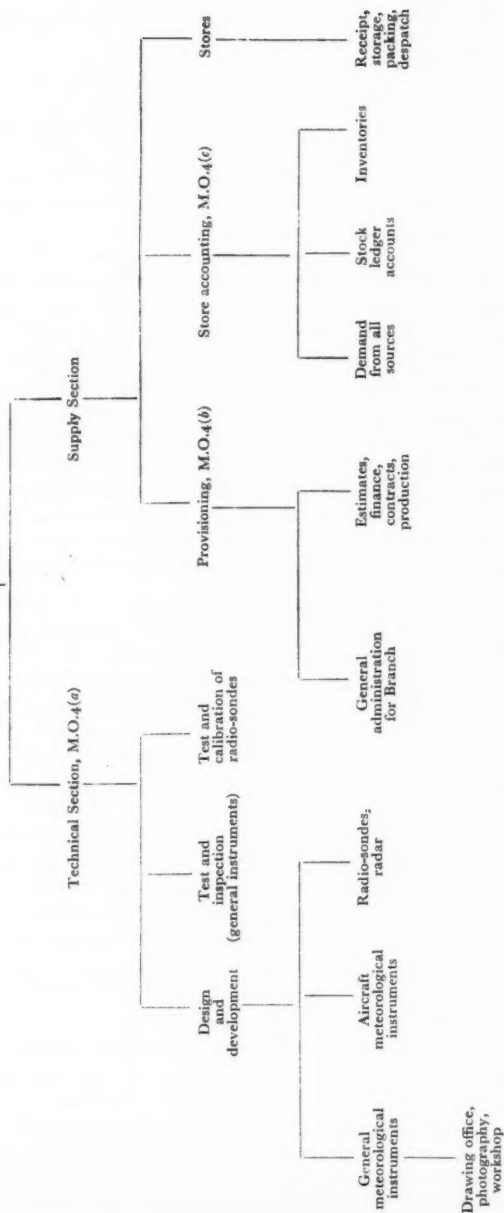 Technical Section, M.O.4(a)
Supply Section
Design
and
development
Test and
inspection
(general instruments)
Test and
calibration of
radio-sondes
Provisioning, M.O.4(b)
Store accounting, M.O.4(c)
Stores
General
meteorological
instruments
Aircraft
meteorological
instruments
Radio-sondes,
radar
General
administration
for Branch
Estimates,
finance,
contracts,
production
Demand
from all
sources
Stock
ledger
accounts
Inventories
Receipt,
storage,
packing,
despatch
Drawing office,
photography,
workshop